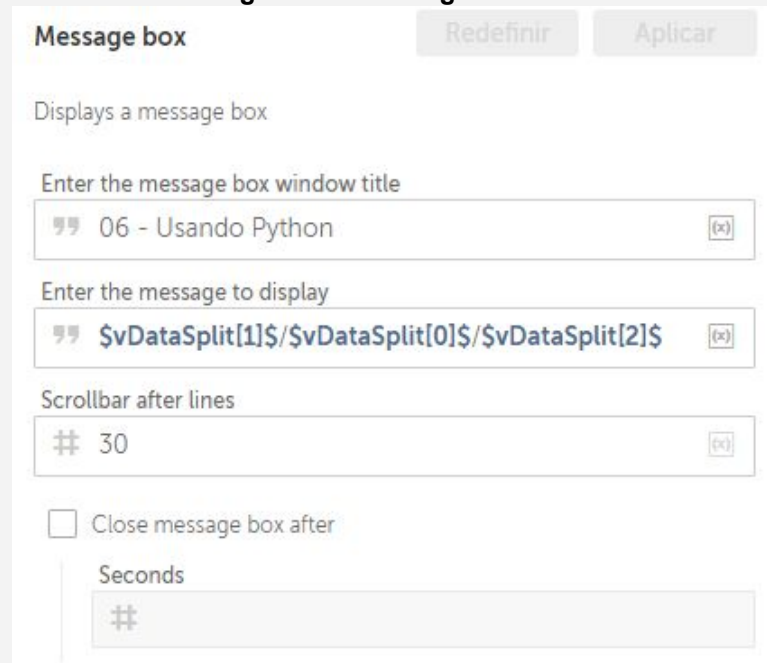 Message box
Redefinir Aplicar
Displays a message box
Enter the message box window title
❞ 06 - Usando Python (x)
Enter the message to display
❞ $vDataSplit[1]$/$vDataSplit[0]$/$vDataSplit[2]$ (x)
Scrollbar after lines
# 30 (x)
Close message box after
Seconds
#